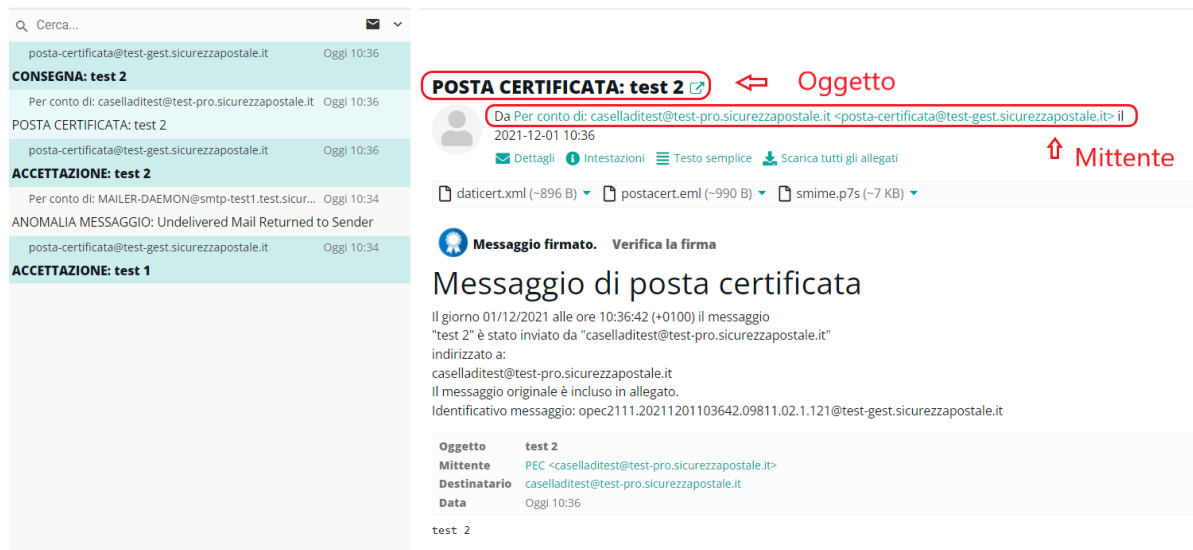 Cerca...
posta-certificata@test-gest.sicurezzapostale.it Oggi 10:36
CONSEGNA: test 2
Per conto di: caselladitest@test-pro.sicurezzapostale.it Oggi 10:36
POSTA CERTIFICATA: test 2
posta-certificata@test-gest.sicurezzapostale.it Oggi 10:36
ACCETTAZIONE: test 2
Per conto di: MAILER-DAEMON@smtp-test1.test.sicur... Oggi 10:34
ANOMALIA MESSAGGIO: Undelivered Mail Returned to Sender
posta-certificata@test-gest.sicurezzapostale.it Oggi 10:34
ACCETTAZIONE: test 1
POSTA CERTIFICATA: test 2 Oggetto
Da Per conto di: caselladitest@test-pro.sicurezzapostale.it <posta-certificata@test-gest.sicurezzapostale.it> il
2021-12-01 10:36
Mittente
Dettagli Intestazioni Testo semplice Scarica tutti gli allegati
daticert.xml (~896 B) postacert.eml (~990 B) smime.p7s (~7 KB)
Messaggio firmato. Verifica la firma
Messaggio di posta certificata
Il giorno 01/12/2021 alle ore 10:36:42 (+0100) il messaggio
"test 2" è stato inviato da "caselladitest@test-pro.sicurezzapostale.it"
indirizzato a:
caselladitest@test-pro.sicurezzapostale.it
Il messaggio originale è incluso in allegato.
Identificativo messaggio: opec2111.20211201103642.09811.02.1.121@test-gest.sicurezzapostale.it
Oggetto test 2
Mittente PEC <caselladitest@test-pro.sicurezzapostale.it>
Destinatario caselladitest@test-pro.sicurezzapostale.it
Data Oggi 10:36
test 2